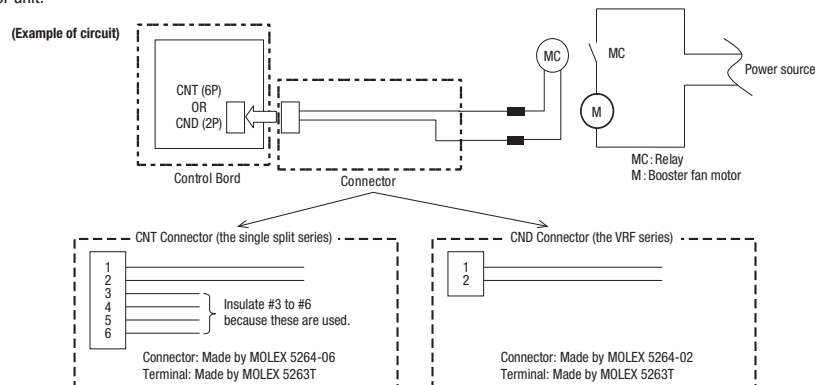 or unit.
(Example of circuit)
CNT (6P)
OR
CND (2P)
Control Bord
Connector
MC
MC
M
Power source
MC: Relay
M: Booster fan motor
CNT Connector (the single split series)
1
2
3
4
5
6
Insulate #3 to #6
because these are used.
Connector: Made by MOLEX 5264-06
Terminal: Made by MOLEX 5263T
CND Connector (the VRF series)
1
2
Connector: Made by MOLEX 5264-02
Terminal: Made by MOLEX 5263T